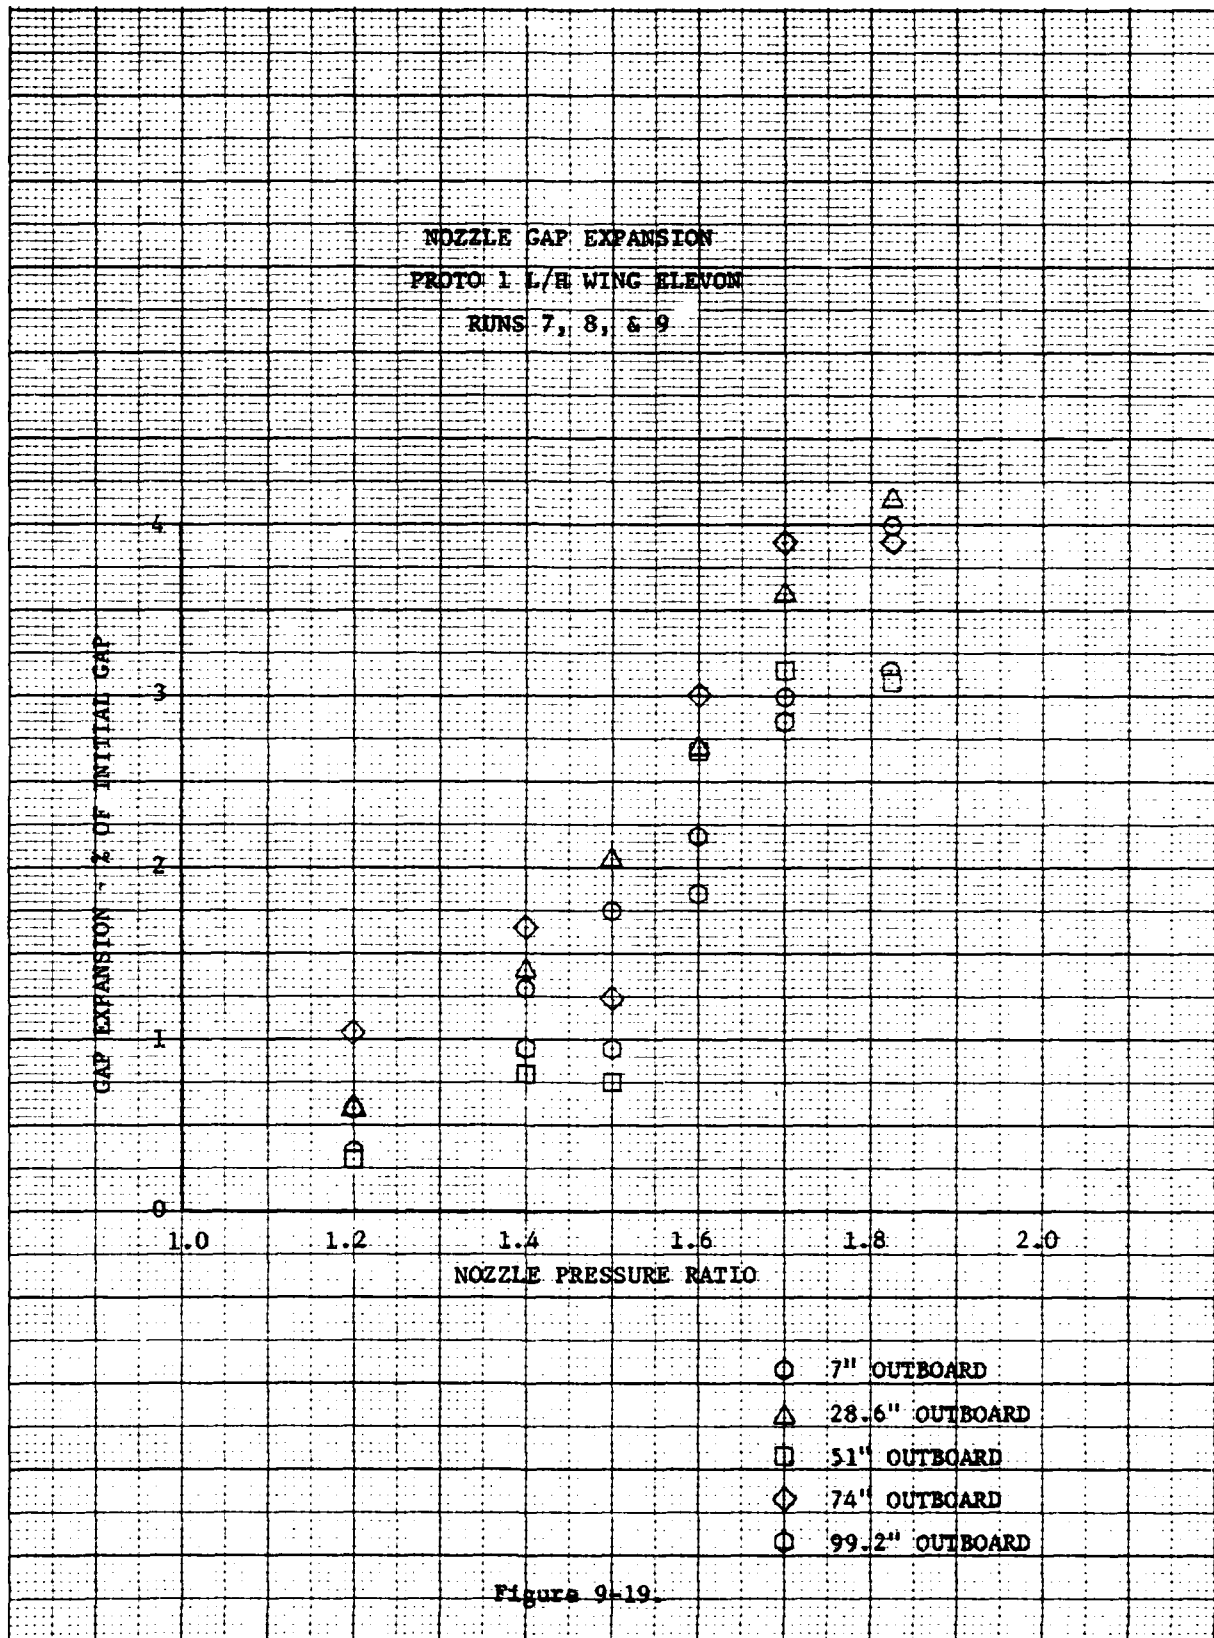 NOZZLE GAP EXPANSION
PROTO 1 L/H WING ELEVON
RUNS 7, 8, & 9
GAP EXPANSION - % OF INITIAL GAP
4
3
2
1
0
1.0 1.2 1.4 1.6 1.8 2.0
NOZZLE PRESSURE RATIO
7" OUTBOARD
28.6" OUTBOARD
51" OUTBOARD
74" OUTBOARD
99.2" OUTBOARD
Figure 9-19.